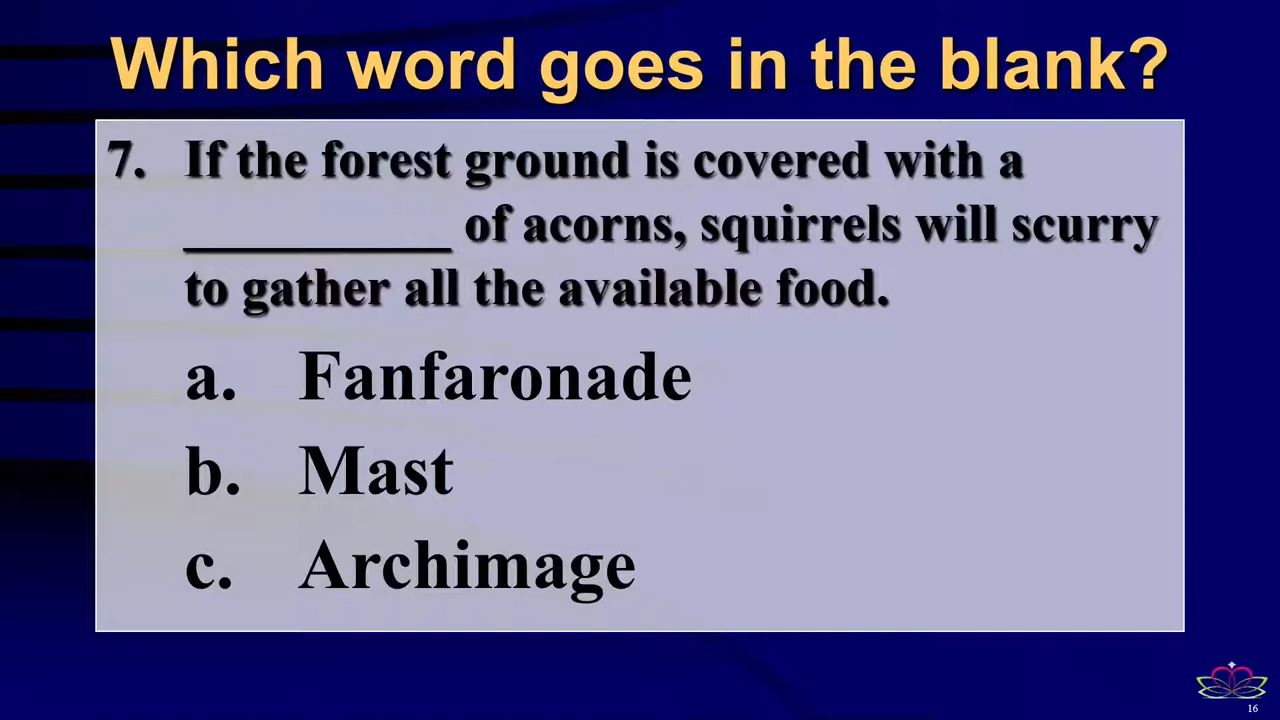 Which word goes in the blank?
7. If the forest ground is covered with a
__________ of acorns, squirrels will scurry
to gather all the available food.
a. Fanfaronade
b. Mast
c. Archimage
16